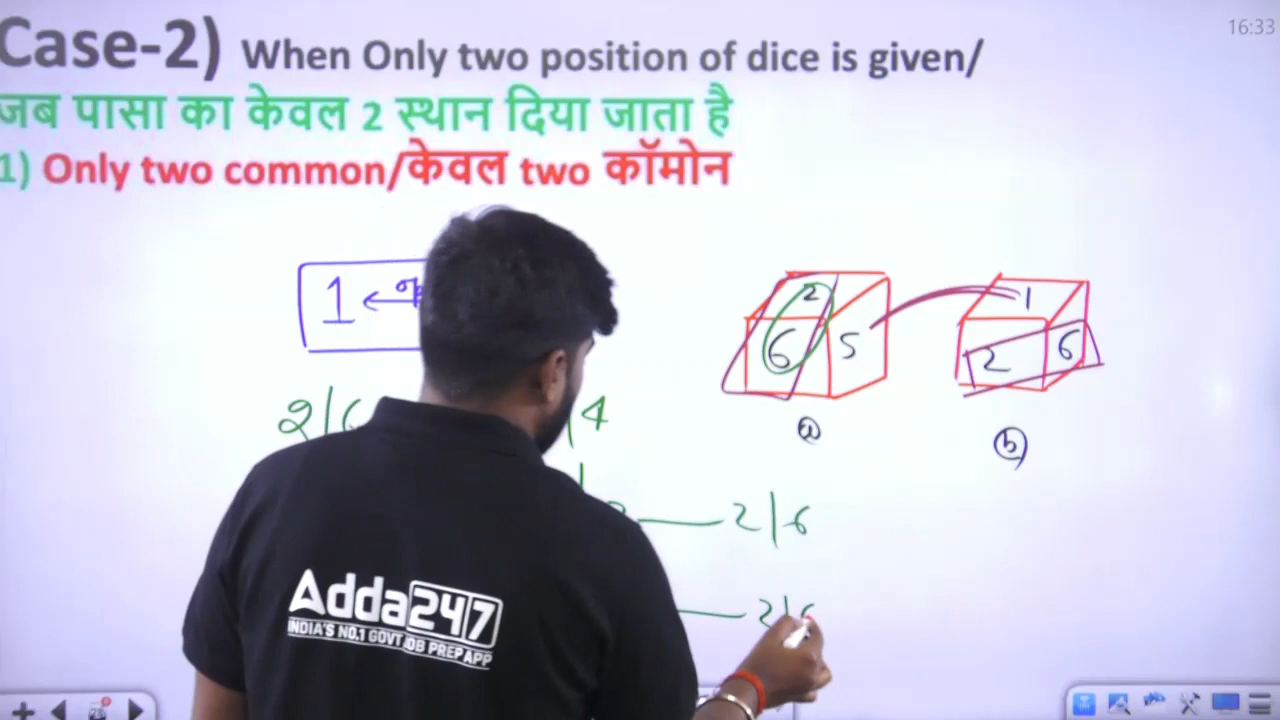 16:33
Case-2) When Only two position of dice is given/
जब पासा का केवल 2 स्थान दिया जाता है
1) Only two common/केवल two कॉमोन
1 ←
2 6 5
1 2 6
a b
2|6
|4
2|6
2|6
Adda247
INDIA'S NO.1 GOVT JOB PREP APP